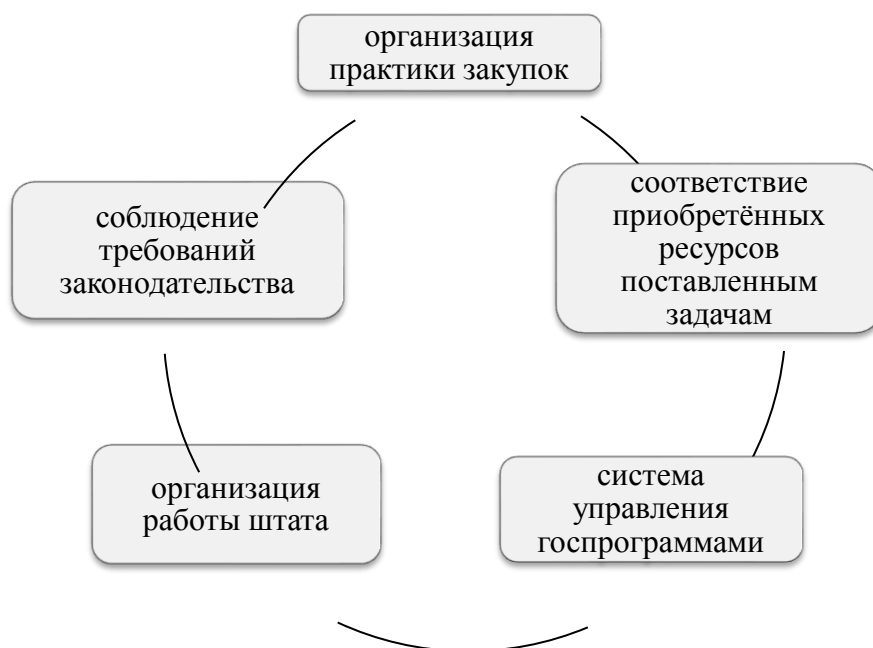 организация
практики закупок
соответствие
приобретённых
ресурсов
поставленным
задачам
система
управления
госпрограммами
организация
работы штата
соблюдение
требований
законодательства